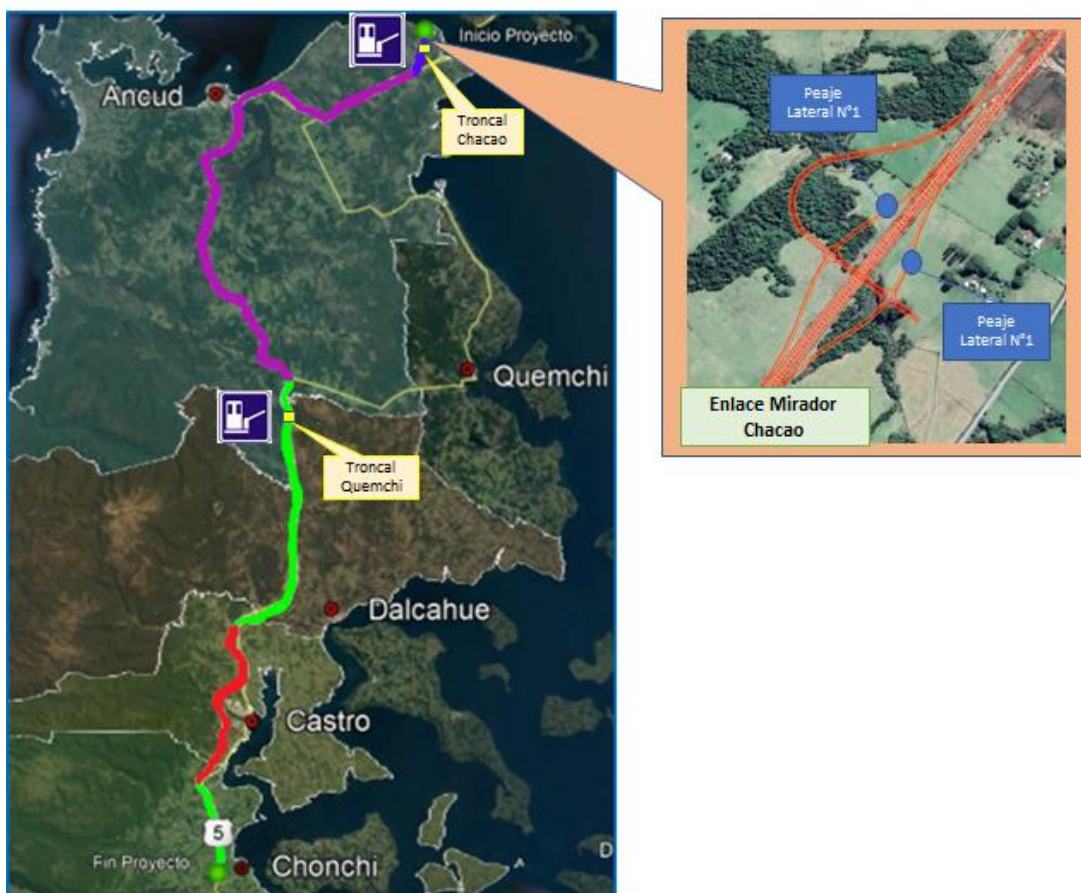 Inicio Proyecto
Ancud
Troncal
Chacao
Quemchi
Troncal
Quemchi
Dalcahue
Castro
5
Fin Proyecto
Chonchi
D
Peaje
Lateral N°1
Peaje
Lateral N°1
Enlace Mirador
Chacao